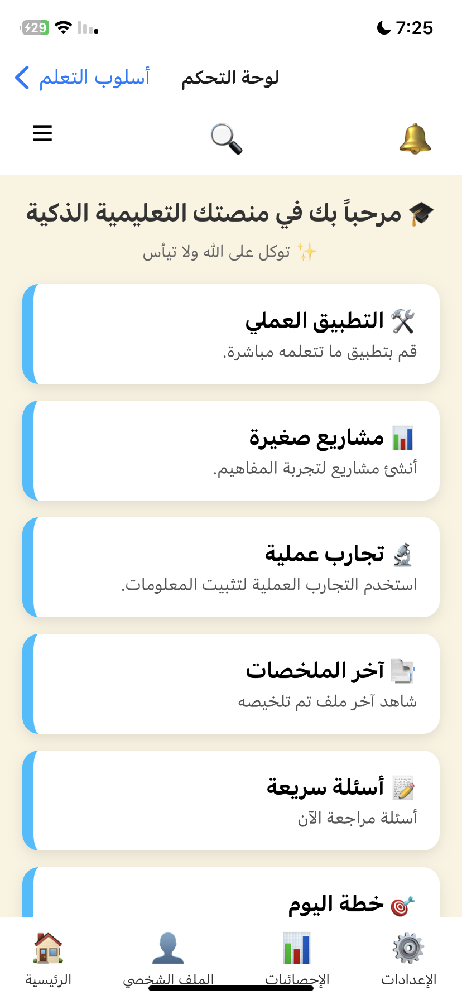 7:25
29
لوحة التحكم
أسلوب التعلم
مرحباً بك في منصتك التعليمية الذكية
توكل على الله ولا تيأس
التطبيق العملي
قم بتطبيق ما تتعلمه مباشرة.
مشاريع صغيرة
أنشئ مشاريع لتجربة المفاهيم.
تجارب عملية
استخدم التجارب العملية لتثبيت المعلومات.
آخر الملخصات
شاهد آخر ملف تم تلخيصه
أسئلة سريعة
أسئلة مراجعة الآن
خطة اليوم
الإعدادات
الإحصائيات
الملف الشخصي
الرئيسية